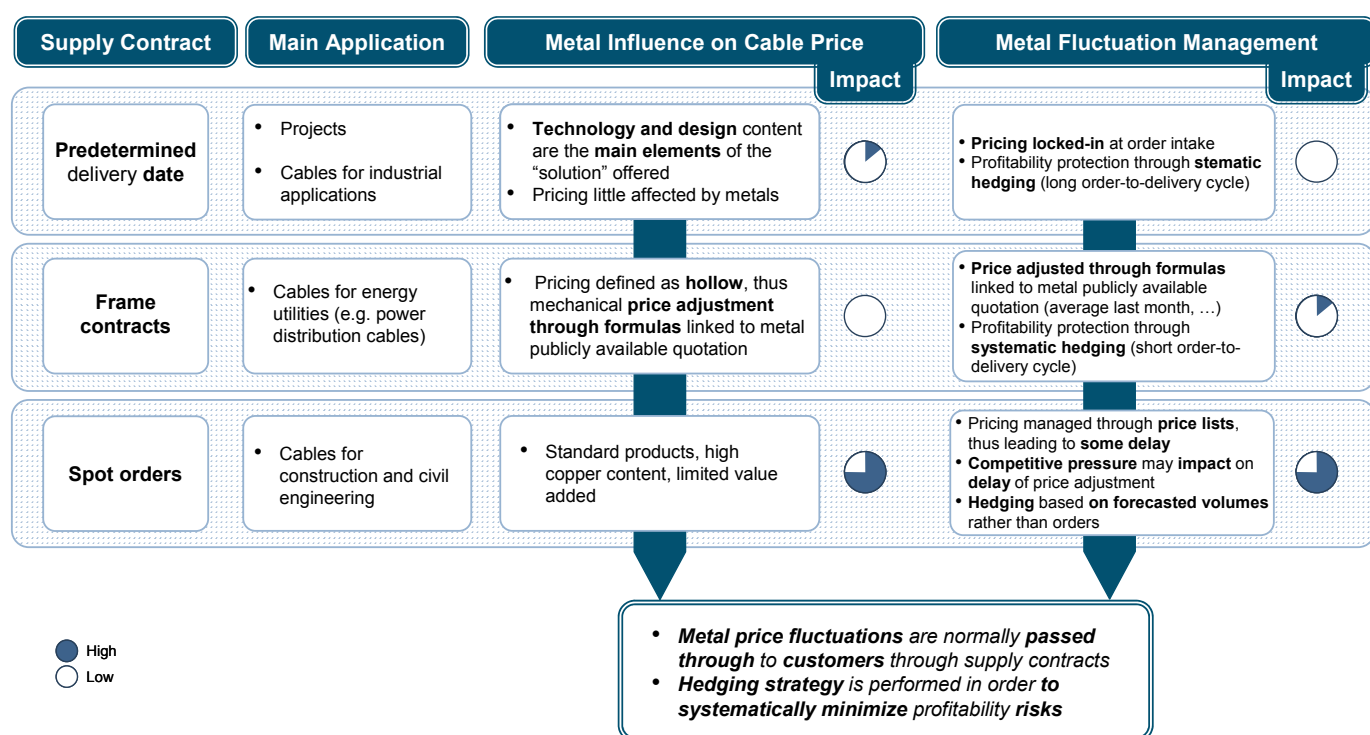 Supply Contract
Main Application
Metal Influence on Cable Price
Metal Fluctuation Management
Impact
Impact
Predetermined
delivery date
• Projects
• Cables for industrial
applications
• Technology and design content
are the main elements of the
“solution” offered
• Pricing little affected by metals
• Pricing locked-in at order intake
• Profitability protection through stematic
hedging (long order-to-delivery cycle)
Frame
contracts
• Cables for energy
utilities (e.g. power
distribution cables)
• Pricing defined as hollow, thus
mechanical price adjustment
through formulas linked to metal
publicly available quotation
• Price adjusted through formulas
linked to metal publicly available
quotation (average last month, …)
• Profitability protection through
systematic hedging (short order-to-
delivery cycle)
Spot orders
• Cables for
construction and civil
engineering
• Standard products, high
copper content, limited value
added
• Pricing managed through price lists,
thus leading to some delay
• Competitive pressure may impact on
delay of price adjustment
• Hedging based on forecasted volumes
rather than orders
High
Low
• Metal price fluctuations are normally passed
through to customers through supply contracts
• Hedging strategy is performed in order to
systematically minimize profitability risks